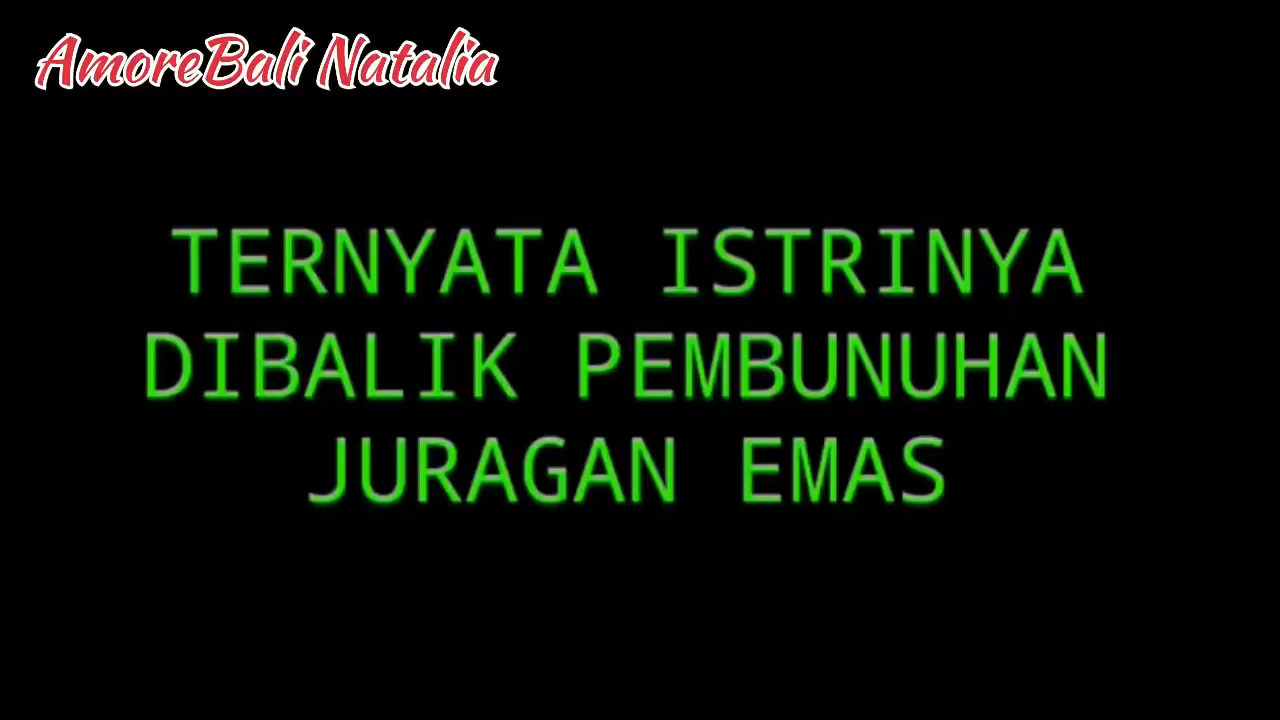 AmoreBali Natalia
TERNYATA ISTRINYA
DIBALIK PEMBUNUHAN
JURAGAN EMAS